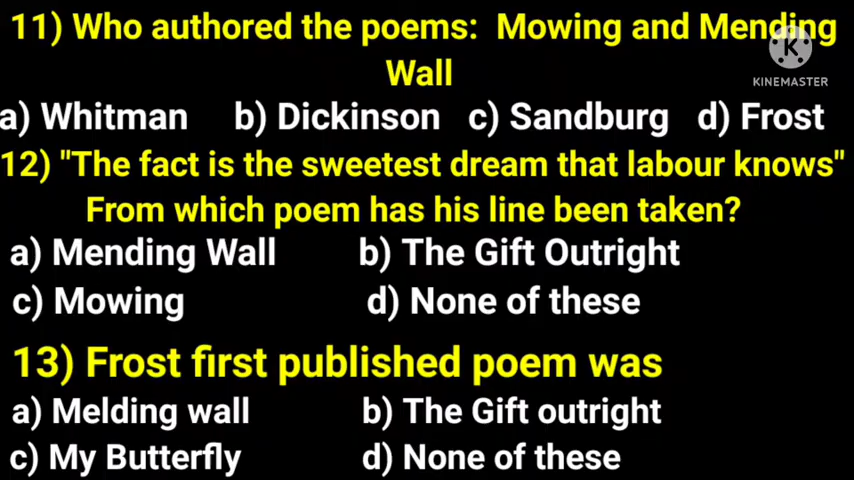 11) Who authored the poems: Mowing and Mending
Wall
K
KINEMASTER
a) Whitman b) Dickinson c) Sandburg d) Frost
12) "The fact is the sweetest dream that labour knows"
From which poem has his line been taken?
a) Mending Wall b) The Gift Outright
c) Mowing d) None of these
13) Frost first published poem was
a) Melding wall b) The Gift outright
c) My Butterfly d) None of these